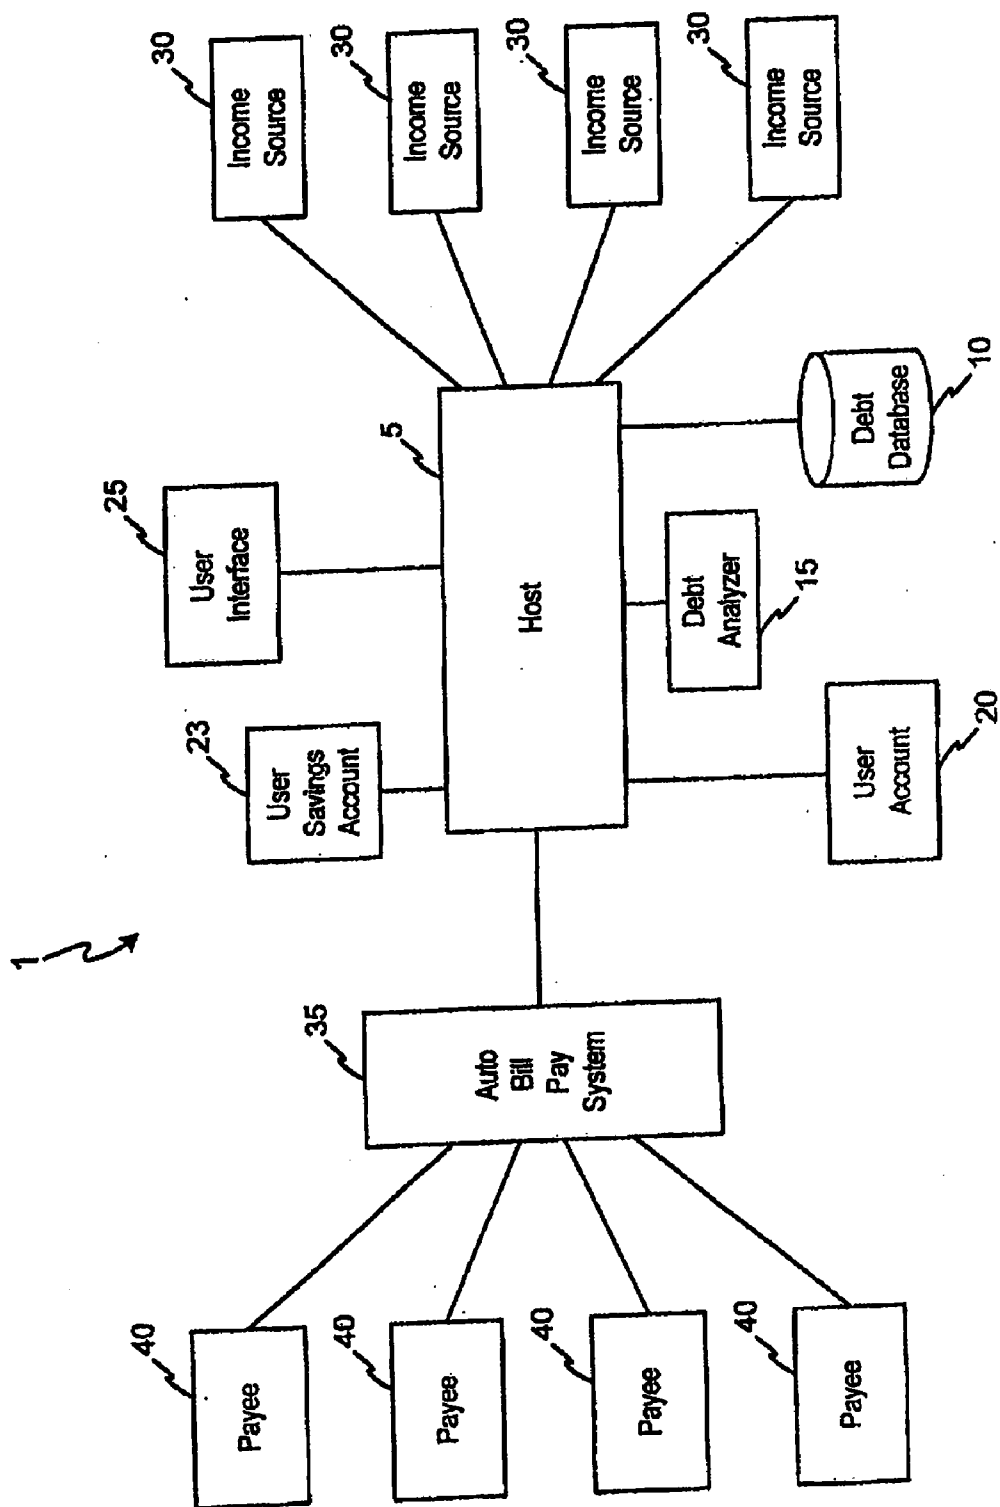 1
25
User
Interface
23
User
Savings
Account
5
Host
35
Auto
Bill
Pay
System
40
Payee
40
Payee
40
Payee
40
Payee
30
Income
Source
30
Income
Source
30
Income
Source
30
Income
Source
Debt
Analyzer
15
Debt
Database
10
User
Account
20